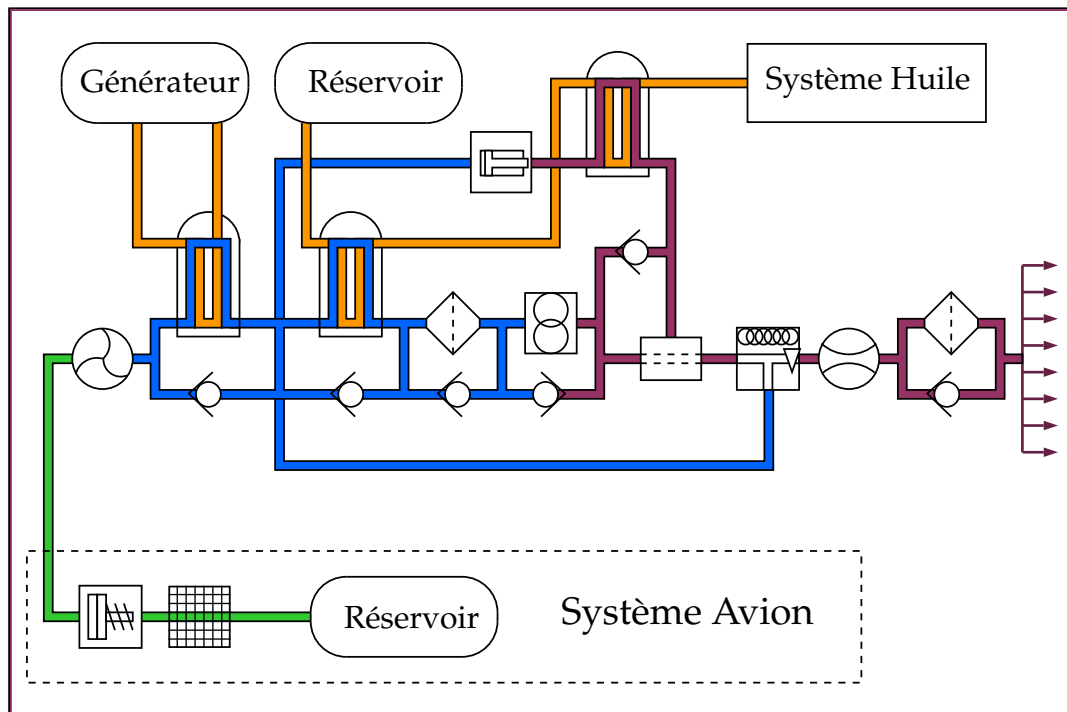 Générateur
Réservoir
Système Huile
Réservoir
Système Avion